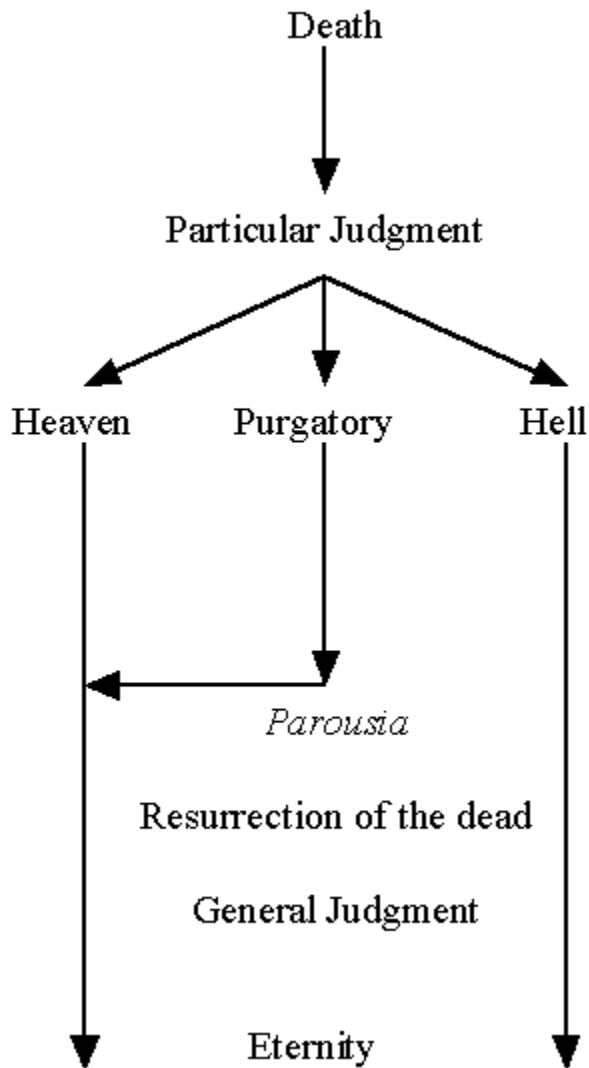 Death
Particular Judgment
Heaven Purgatory Hell
Parousia
Resurrection of the dead
General Judgment
Eternity